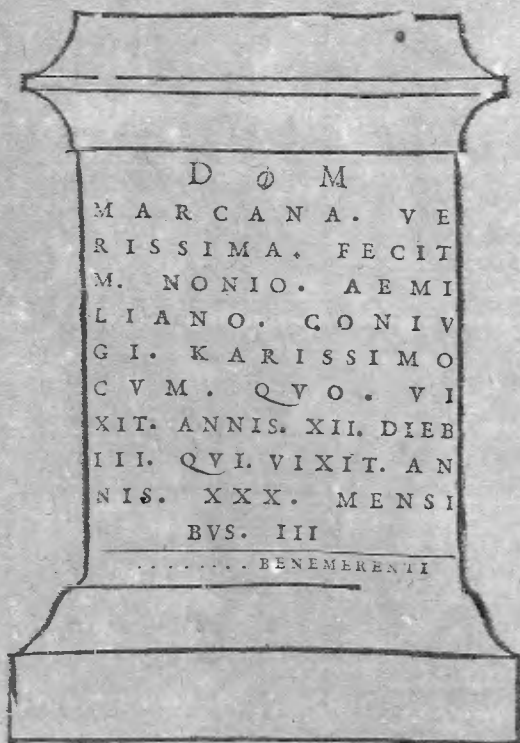 D ϕ M
MARCANA. VE
RISSIMA. FECIT
M. NONIO. AEMI
LIANO. CONIV
GI. KARISSIMO
CVM. QVO. VI
XIT. ANNIS. XII. DIEB
III. QVI. VIXIT. AN
NIS. XXX. MENSI
BVS. III
........ BENEMERENTI